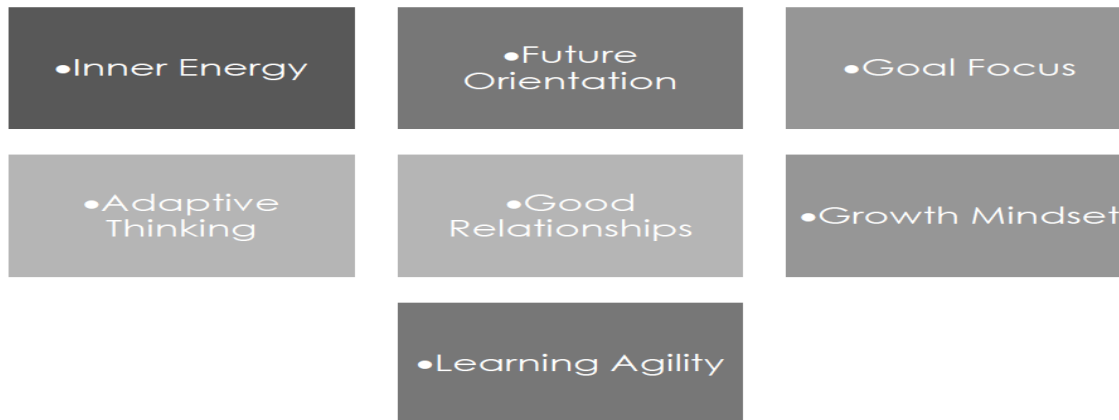 •Inner Energy
•Future
Orientation
•Goal Focus
•Adaptive
Thinking
•Good
Relationships
•Growth Mindset
•Learning Agility